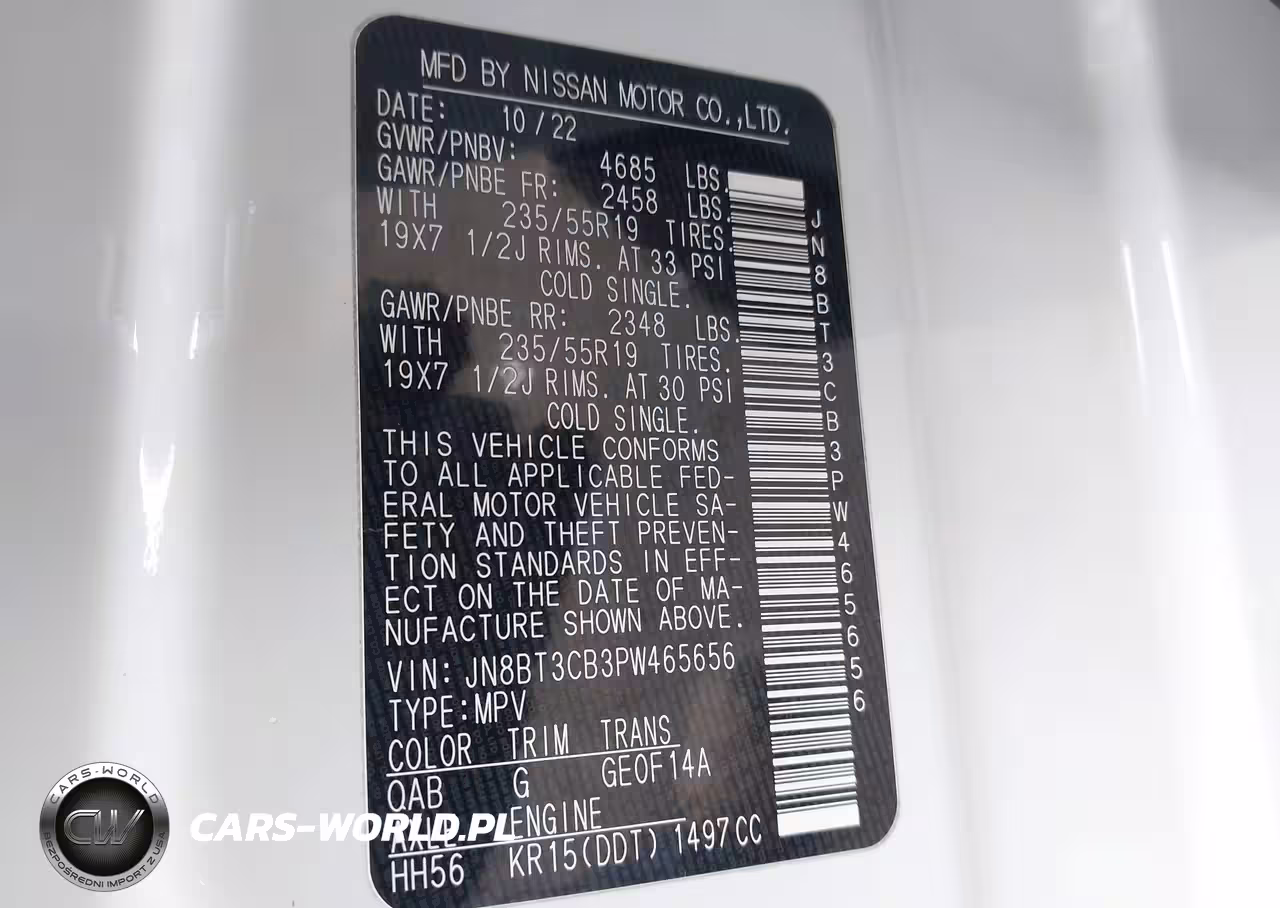 MFD BY NISSAN MOTOR CO.,LTD.
DATE: 10/22
GVWR/PNBV: 4685 LBS.
GAWR/PNBE FR: 2458 LBS.
WITH 235/55R19 TIRES.
19X7 1/2J RIMS. AT 33 PSI
COLD SINGLE.
GAWR/PNBE RR: 2348 LBS.
WITH 235/55R19 TIRES.
19X7 1/2J RIMS. AT 30 PSI
COLD SINGLE.
THIS VEHICLE CONFORMS
TO ALL APPLICABLE FED-
ERAL MOTOR VEHICLE SA-
FETY AND THEFT PREVEN-
TION STANDARDS IN EFF-
ECT ON THE DATE OF MA-
NUFACTURE SHOWN ABOVE.
VIN: JN8BT3CB3PW465656
TYPE:MPV
COLOR TRIM TRANS
QAB G GE0F14A
AXLE ENGINE
HH56 KR15(DDT) 1497CC
JN8BT3CB3PW465656
CARS-WORLD
CW
BEZPOŚREDNI IMPORT Z USA
CARS-WORLD.PL